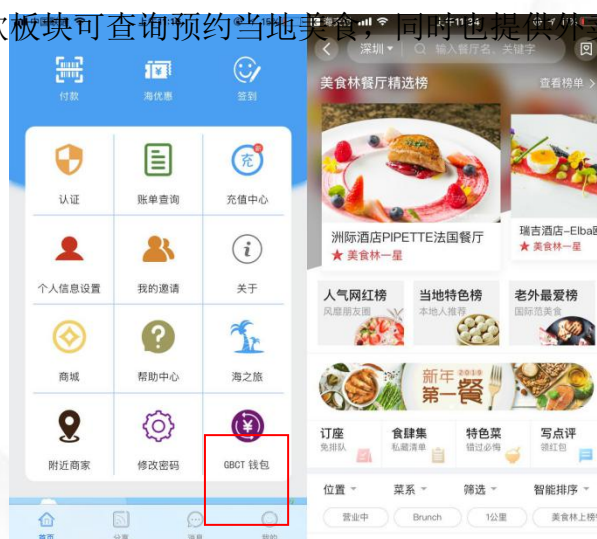 次板块可查询预约当地美食，同时也提供外卖
付款
海优惠
签到
充
认证
账单查询
充值中心
个人信息设置
我的邀请
关于
商城
帮助中心
海之旅
附近商家
修改密码
GBCT 钱包
首页
分享
消息
我的
深圳
输入餐厅名、关键字
美食林餐厅精选榜
查看榜单
洲际酒店PIPETTE法国餐厅
美食林一星
瑞吉酒店-Elba
美食林一星
人气网红榜
风靡朋友圈
当地特色榜
本地人推荐
老外最爱榜
国际范美食
新年2019
第一餐
订座
免排队
食肆集
私藏清单
特色菜
错过必悔
写点评
领红包
位置
菜系
筛选
智能排序
营业中
Brunch
1公里
美食林上榜